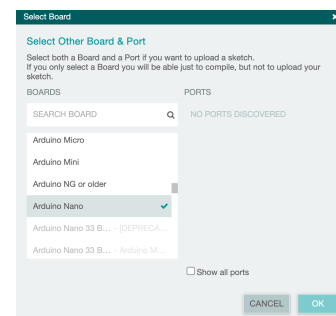 Select Board
Select Other Board & Port
Select both a Board and a Port if you want to upload a sketch.
If you only select a Board you will be able just to compile, but not to upload your
sketch.
BOARDS
PORTS
SEARCH BOARD
NO PORTS DISCOVERED
Arduino Micro
Arduino Mini
Arduino NG or older
Arduino Nano
Arduino Nano 33 B... - [DEPRECA...
Arduino Nano 33 B... - Arduino M...
Show all ports
CANCEL
OK